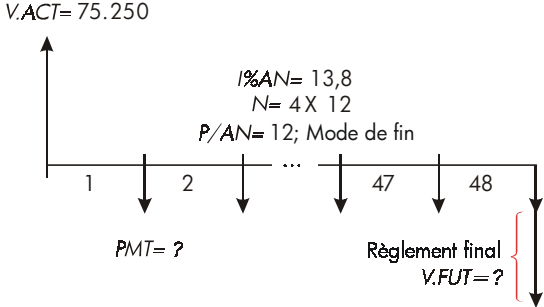 V.ACT= 75.250
I%AN= 13,8
N= 4 X 12
P/AN= 12; Mode de fin
1 2 ... 47 48
PMT= ?
Règlement final
V.FUT=?